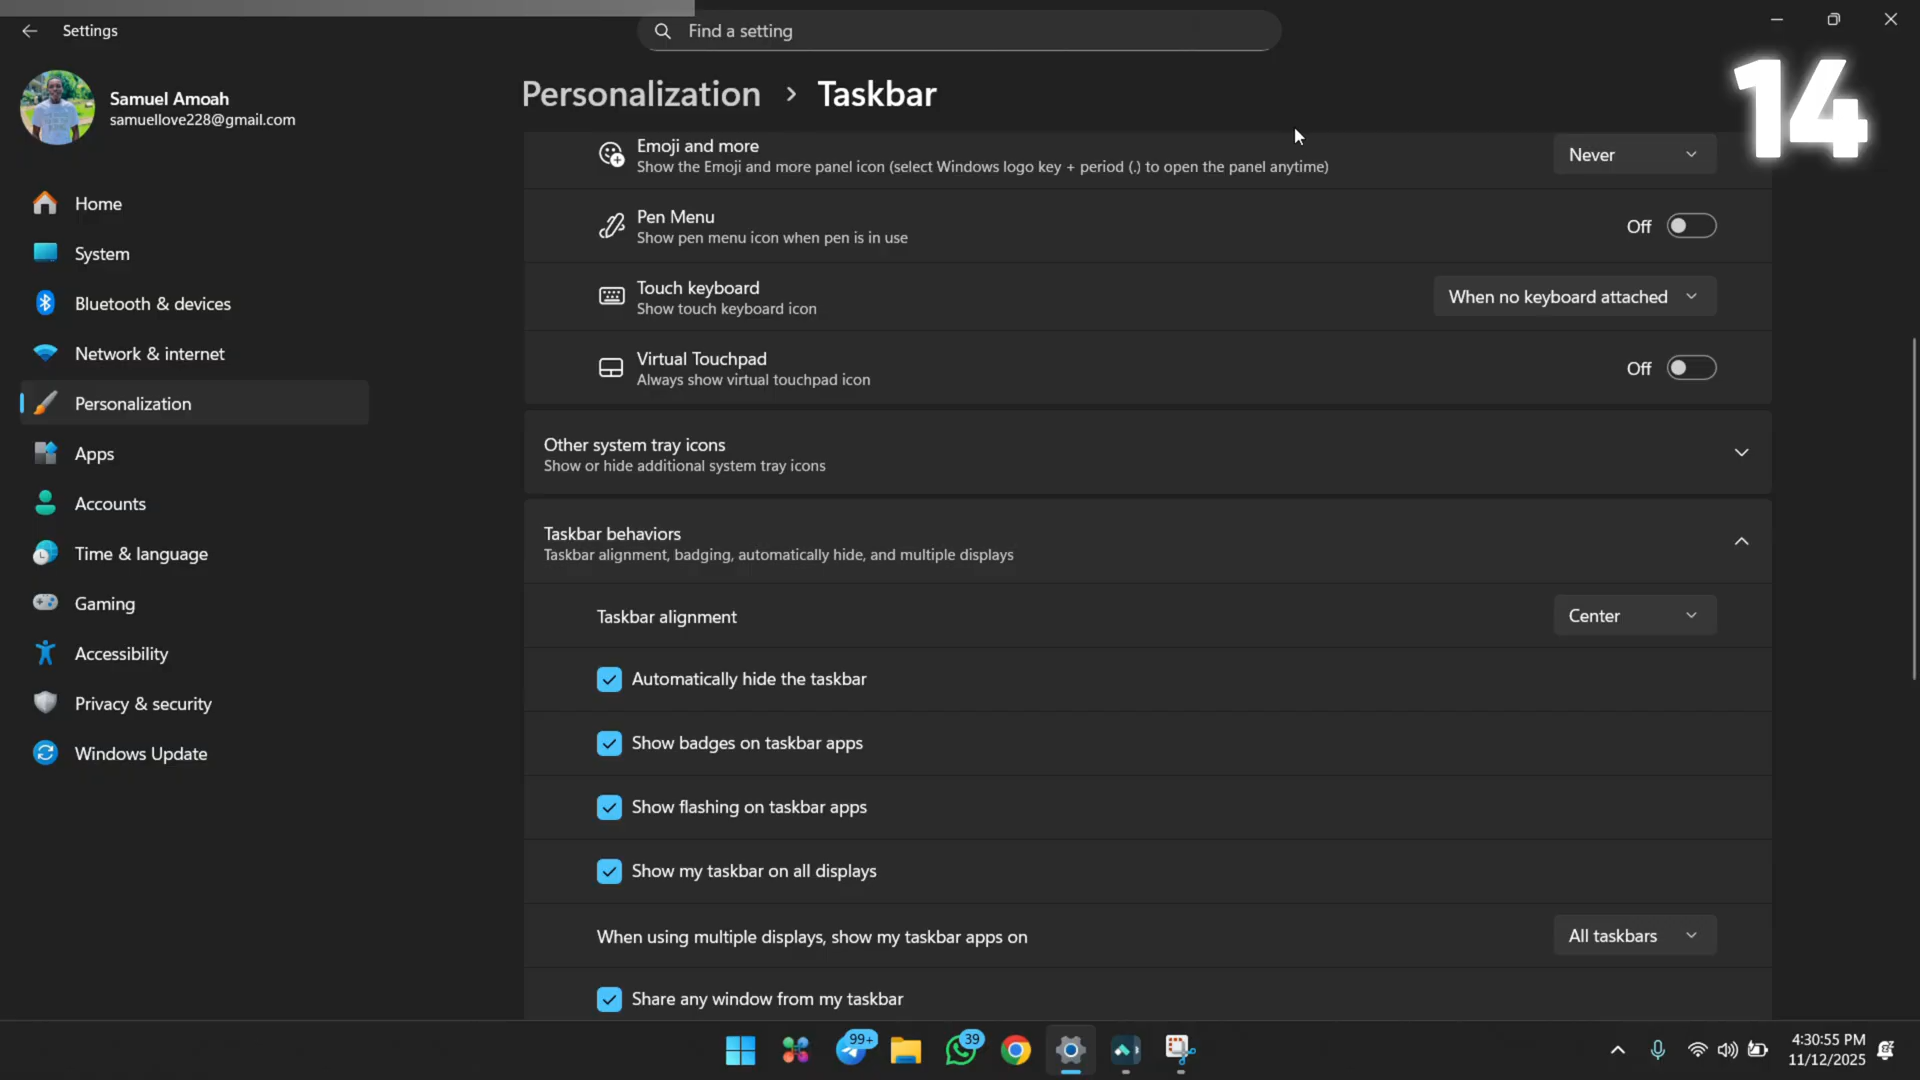 Settings
Find a setting
Samuel Amoah
samuellove228@gmail.com
Personalization > Taskbar
14
Emoji and more
Show the Emoji and more panel icon (select Windows logo key + period (.) to open the panel anytime)
Never
Home
Pen Menu
Show pen menu icon when pen is in use
Off
System
Touch keyboard
Show touch keyboard icon
When no keyboard attached
Bluetooth & devices
Network & internet
Virtual Touchpad
Always show virtual touchpad icon
Off
Personalization
Apps
Other system tray icons
Show or hide additional system tray icons
Accounts
Taskbar behaviors
Taskbar alignment, badging, automatically hide, and multiple displays
Time & language
Gaming
Taskbar alignment
Center
Accessibility
Automatically hide the taskbar
Privacy & security
Show badges on taskbar apps
Windows Update
Show flashing on taskbar apps
Show my taskbar on all displays
When using multiple displays, show my taskbar apps on
All taskbars
Share any window from my taskbar
99+
39
4:30:55 PM
11/12/2025